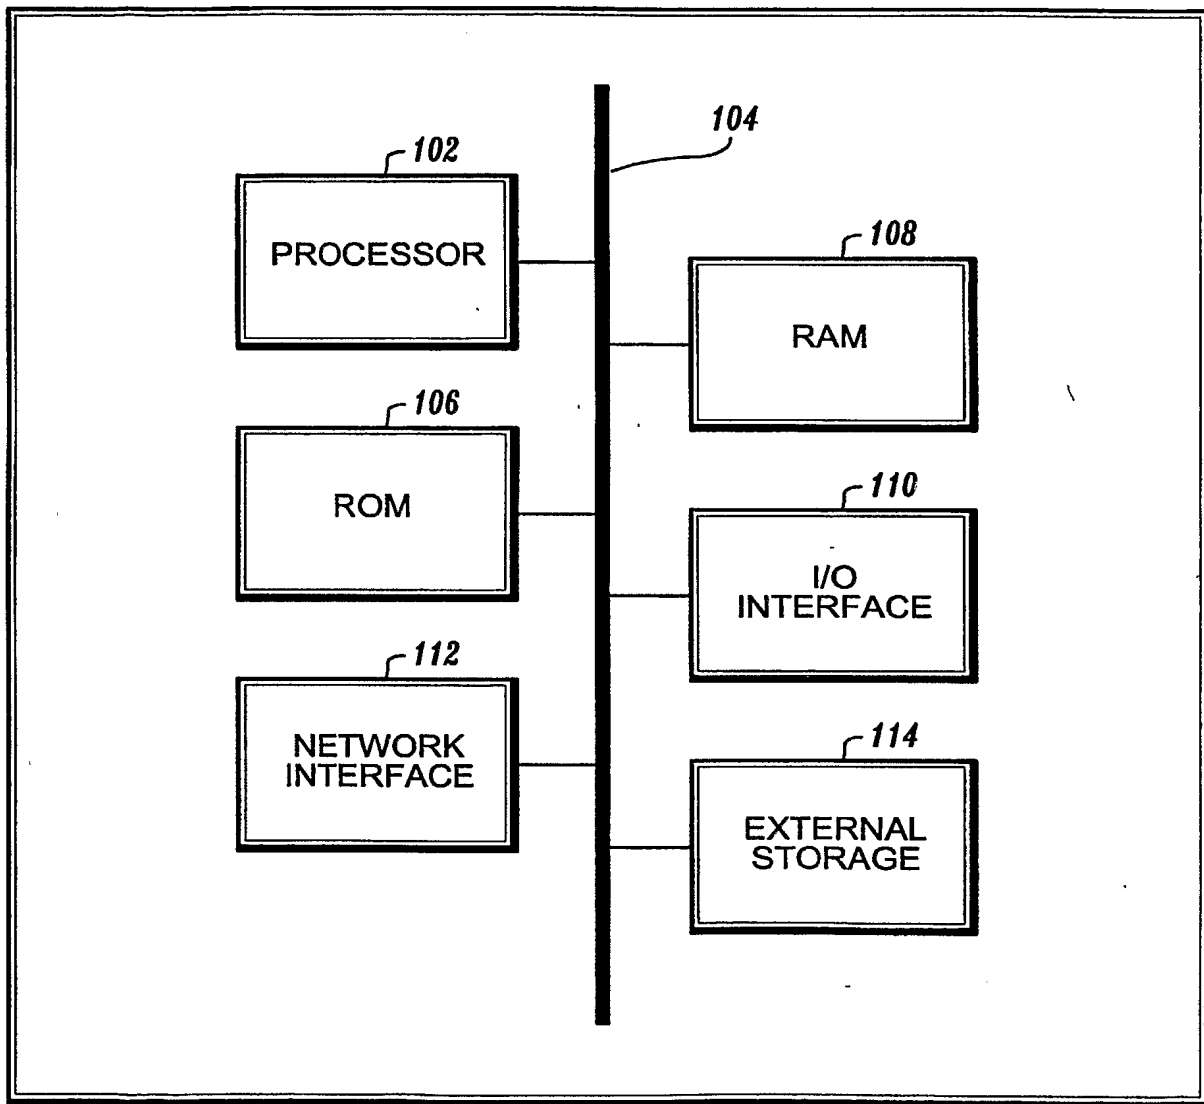 104
102
PROCESSOR
108
RAM
106
ROM
110
I/O
INTERFACE
112
NETWORK
INTERFACE
114
EXTERNAL
STORAGE